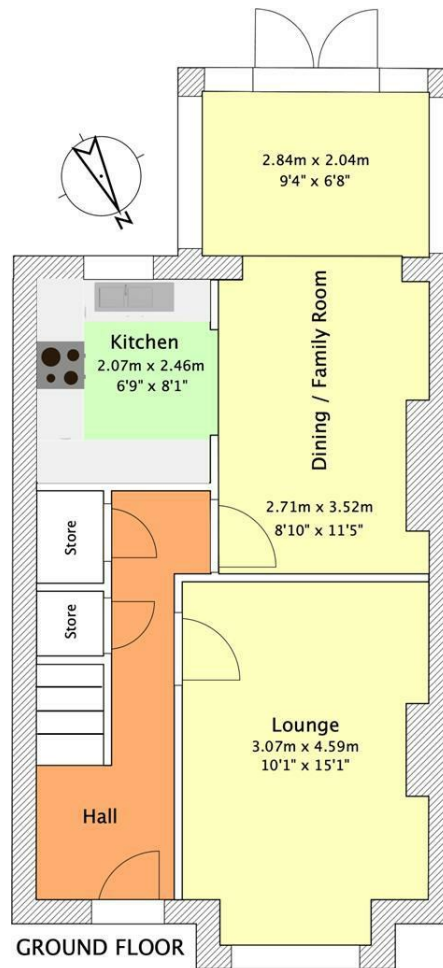 2.84m x 2.04m
9'4" x 6'8"
N
Kitchen
2.07m x 2.46m
6'9" x 8'1"
Dining / Family Room
2.71m x 3.52m
8'10" x 11'5"
Store
Store
Lounge
3.07m x 4.59m
10'1" x 15'1"
Hall
GROUND FLOOR